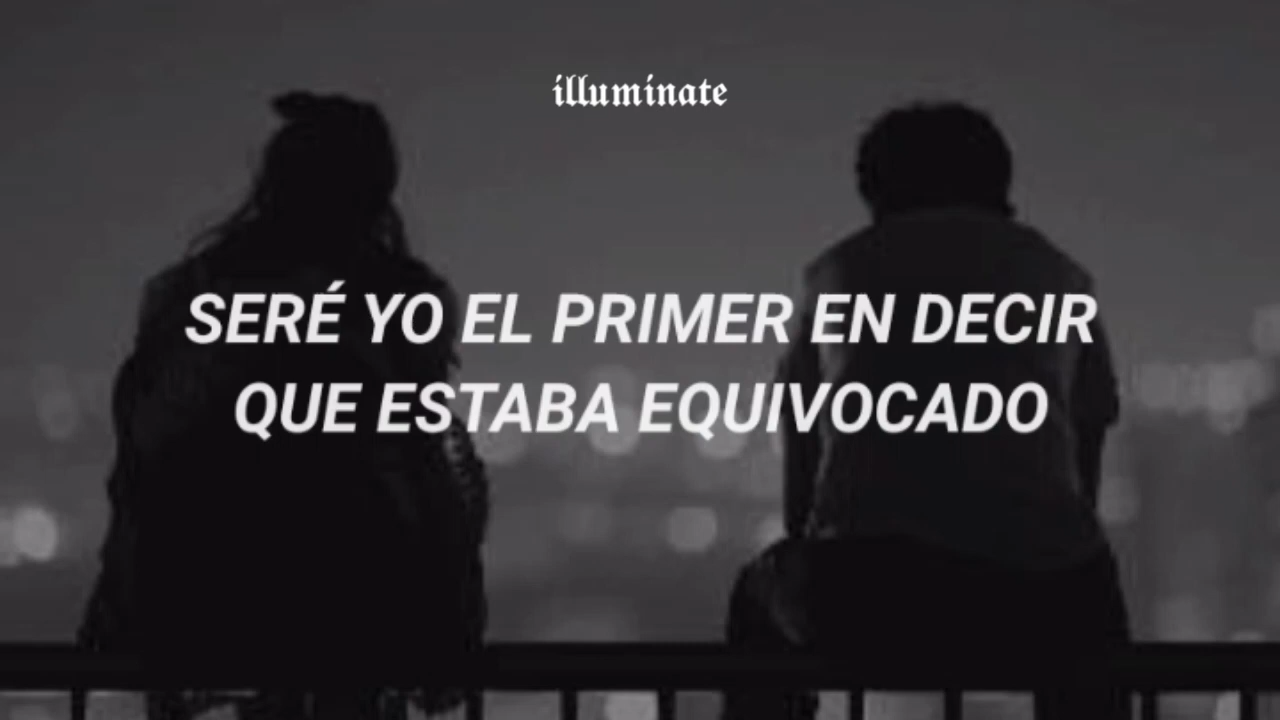 illuminate
SERÉ YO EL PRIMER EN DECIR
QUE ESTABA EQUIVOCADO